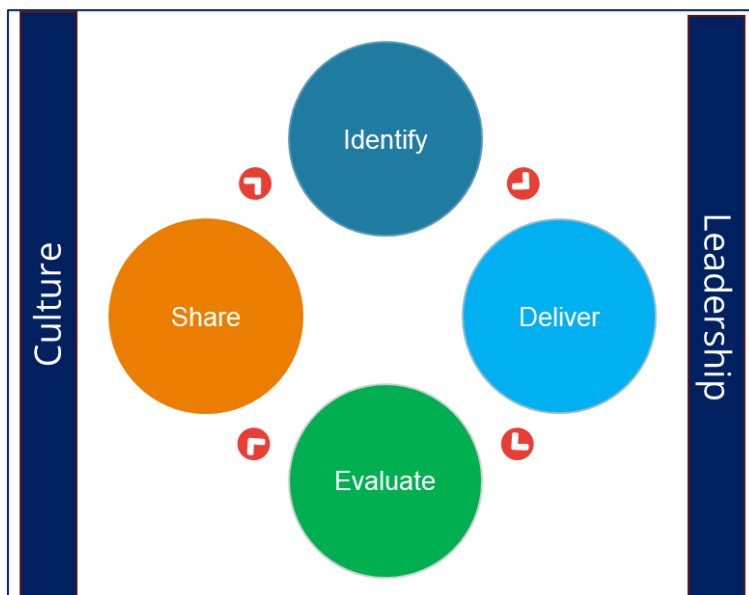 Culture
Identify
Share
Deliver
Evaluate
Leadership